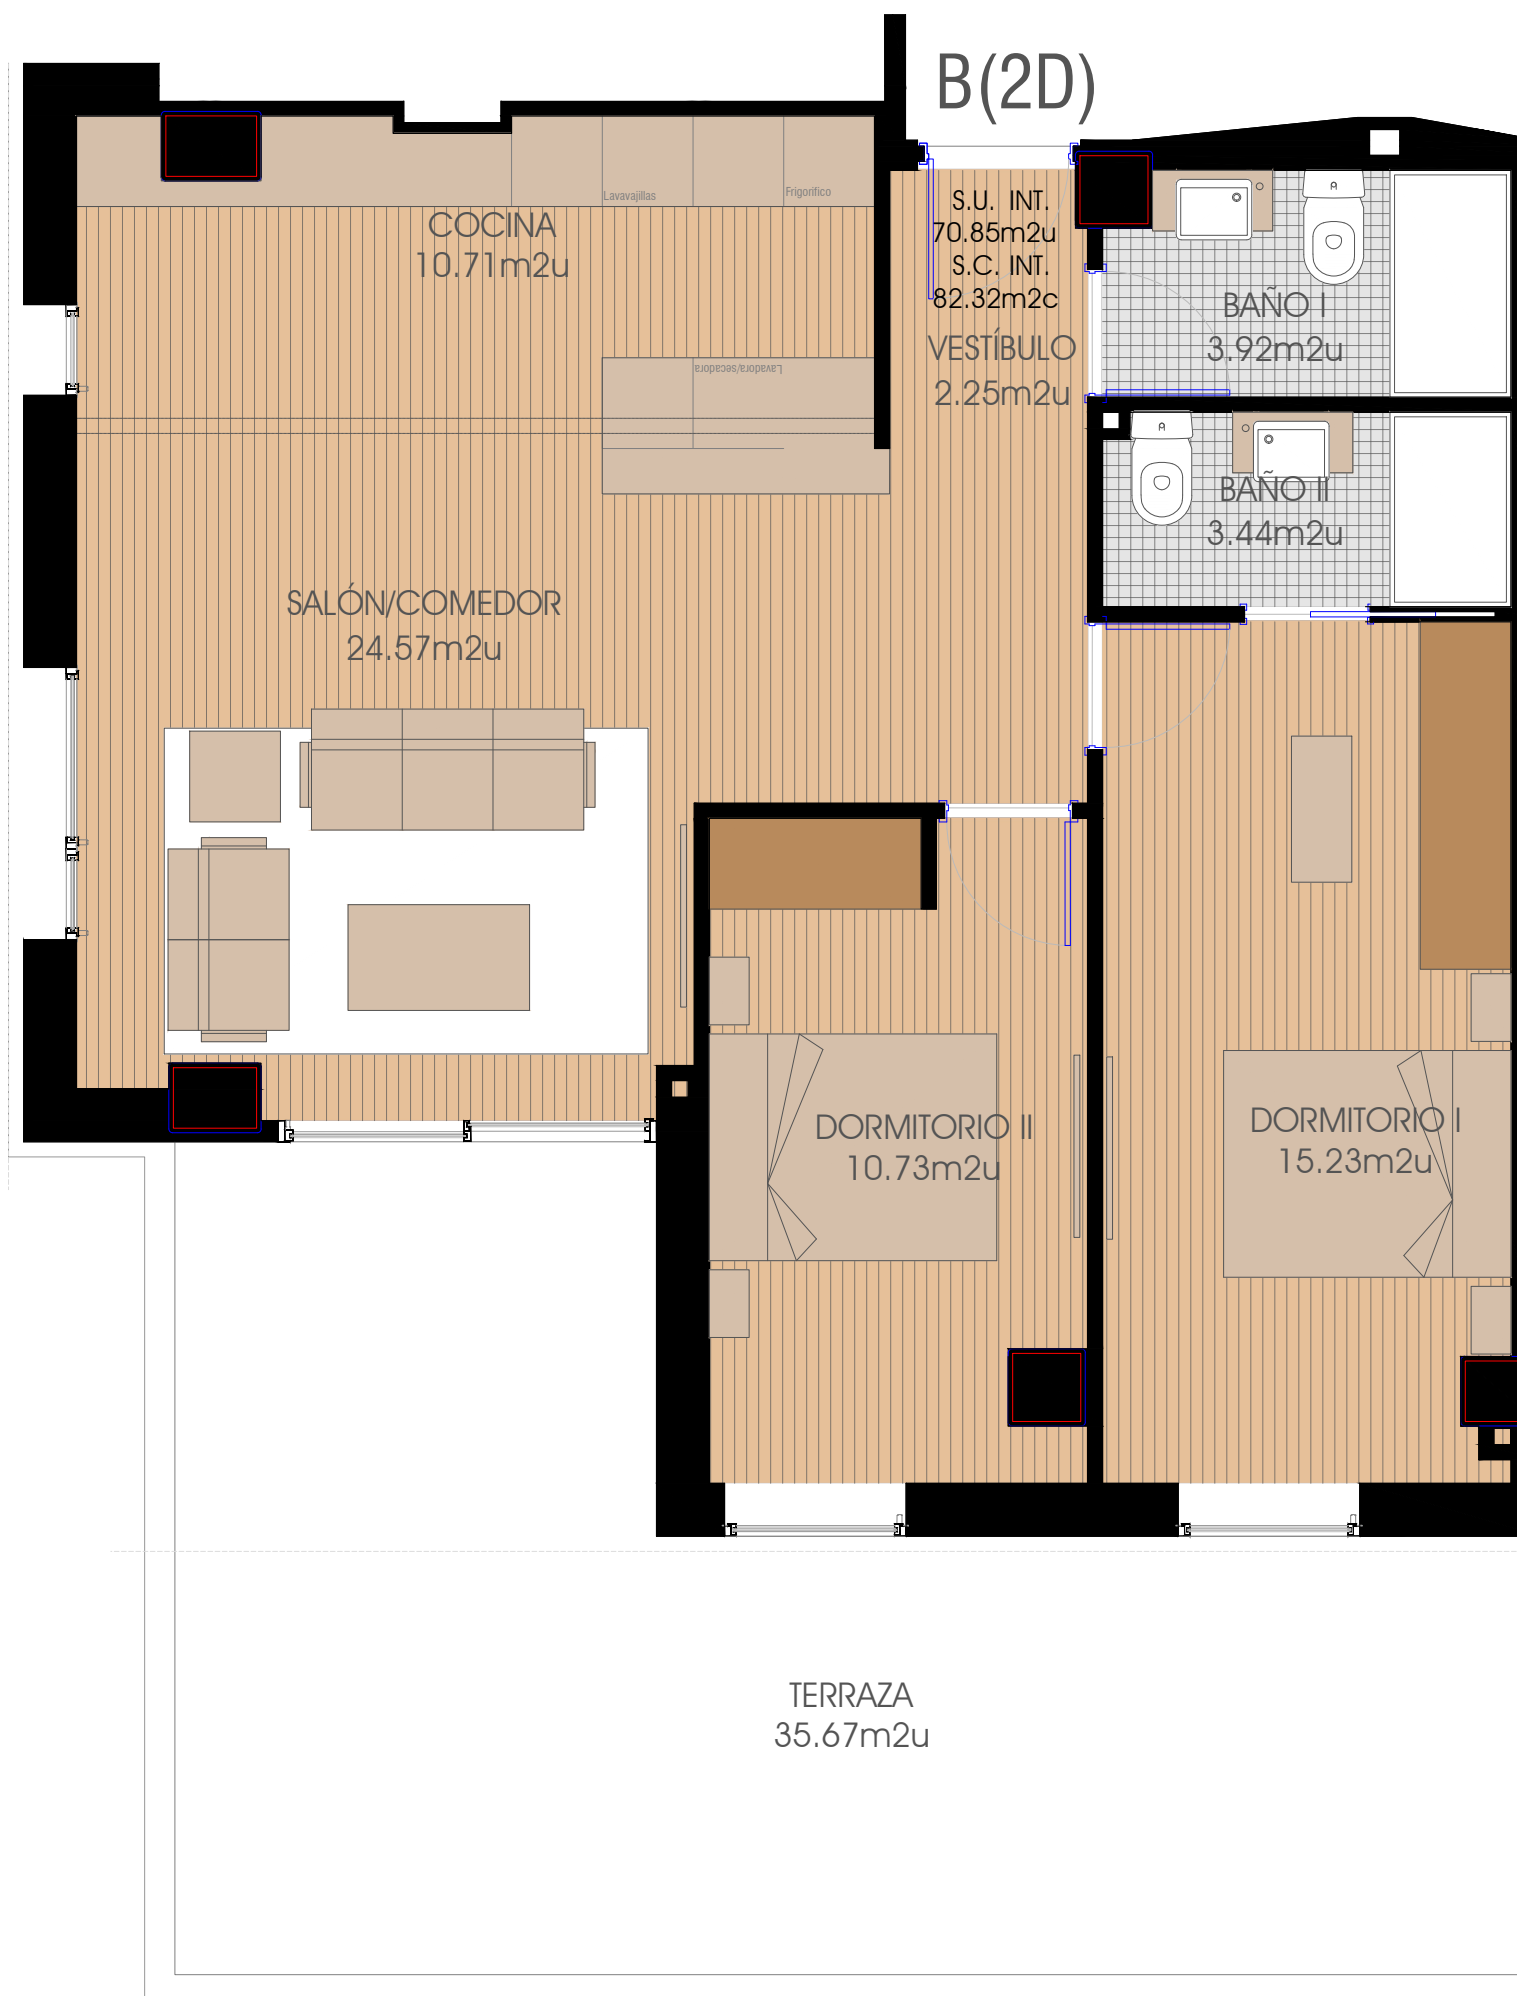 B(2D)
S.U. INT.
70.85m2u
S.C. INT.
82.32m2c
Lavavajillas
Frigorifico
COCINA
10.71m2u
BAÑO I
3.92m2u
VESTÍBULO
2.25m2u
Lavadora/secadora
BAÑO II
3.44m2u
SALÓN/COMEDOR
24.57m2u
DORMITORIO II
10.73m2u
DORMITORIO I
15.23m2u
TERRAZA
35.67m2u